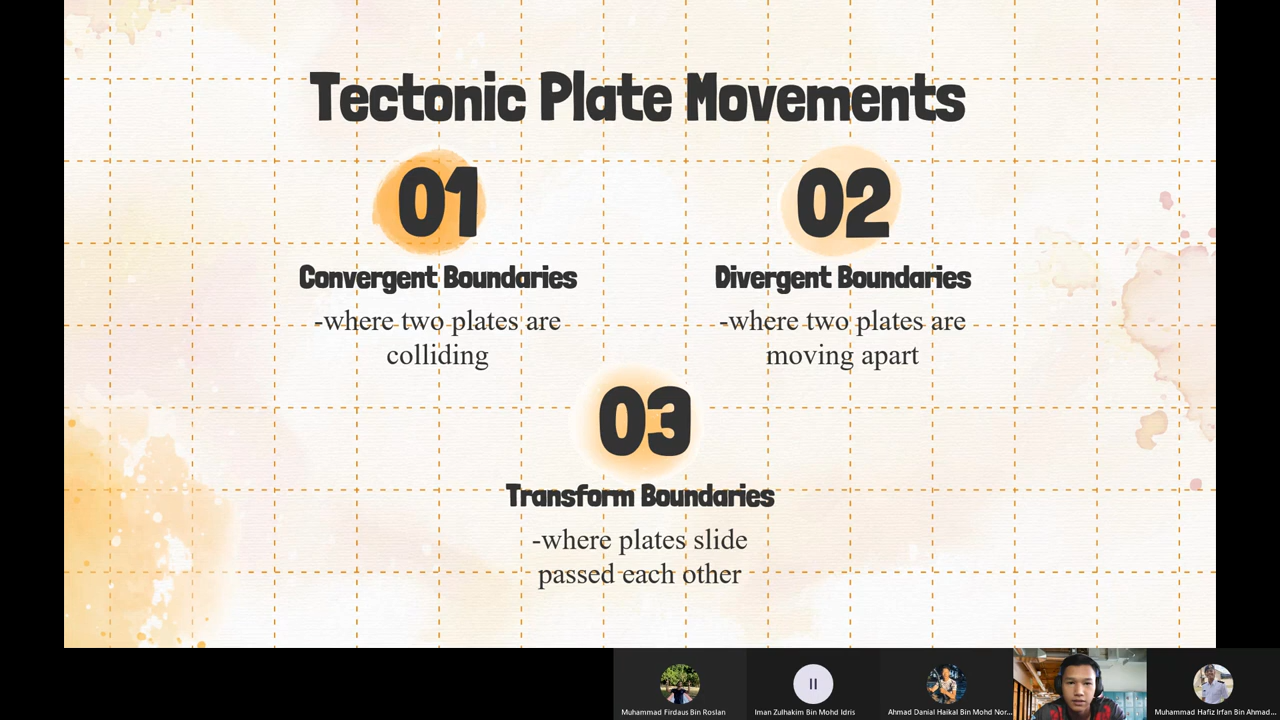 Tectonic Plate Movements
01
Convergent Boundaries
-where two plates are
colliding
02
Divergent Boundaries
-where two plates are
moving apart
03
Transform Boundaries
-where plates slide
passed each other
Muhammad Firdaus Bin Roslan
Iman Zulhakim Bin Mohd Idris
Ahmad Danial Haikal Bin Mohd Nor...
Muhammad Hafiz Irfan Bin Ahmad...